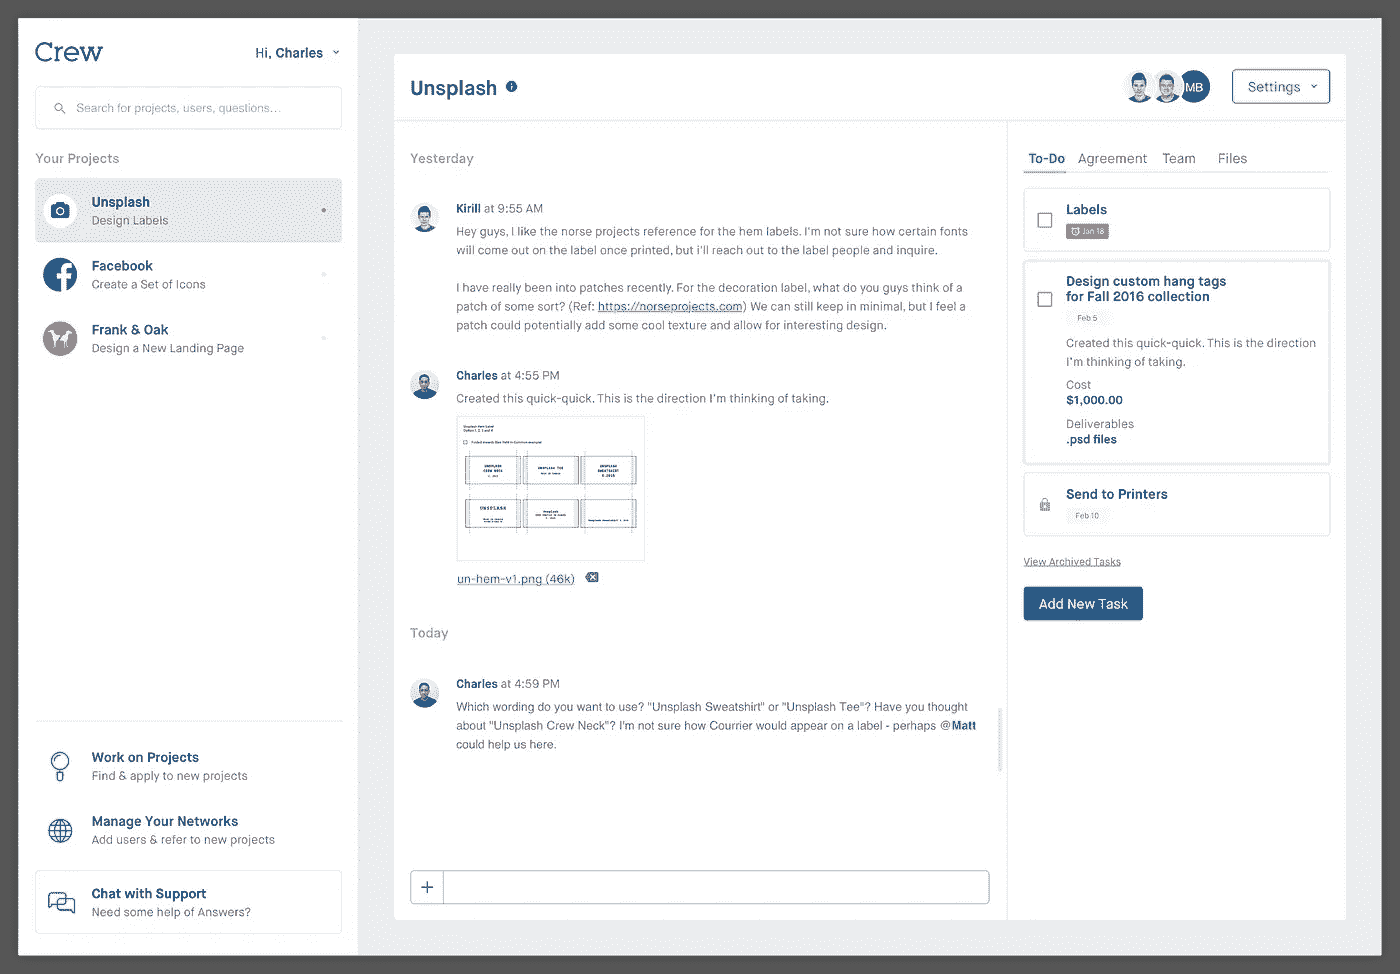 Crew
Hi, Charles
Search for projects, users, questions...
Your Projects
Unsplash
Design Labels
Facebook
Create a Set of Icons
Frank & Oak
Design a New Landing Page
Work on Projects
Find & apply to new projects
Manage Your Networks
Add users & refer to new projects
Chat with Support
Need some help of Answers?
Unsplash
MB
Settings
Yesterday
Kirill at 9:55 AM
Hey guys, I like the norse projects reference for the hem labels. I'm not sure how certain fonts
will come out on the label once printed, but i'll reach out to the label people and inquire.
I have really been into patches recently. For the decoration label, what do you guys think of a
patch of some sort? (Ref: https://norseprojects.com) We can still keep in minimal, but I feel a
patch could potentially add some cool texture and allow for interesting design.
Charles at 4:55 PM
Created this quick-quick. This is the direction I'm thinking of taking.
UNSPLASH
CREW NECK
UNSPLASH TEE
UNSPLASH
SWEATSHIRT
UNSPLASH
Unsplash
un-hem-v1.png (46k)
Today
Charles at 4:59 PM
Which wording do you want to use? "Unsplash Sweatshirt" or "Unsplash Tee"? Have you thought
about "Unsplash Crew Neck"? I'm not sure how Courrier would appear on a label - perhaps @Matt
could help us here.
To-Do Agreement Team Files
Labels
Jan 18
Design custom hang tags
for Fall 2016 collection
Feb 5
Created this quick-quick. This is the direction
I'm thinking of taking.
Cost
$1,000.00
Deliverables
.psd files
Send to Printers
Feb 10
View Archived Tasks
Add New Task